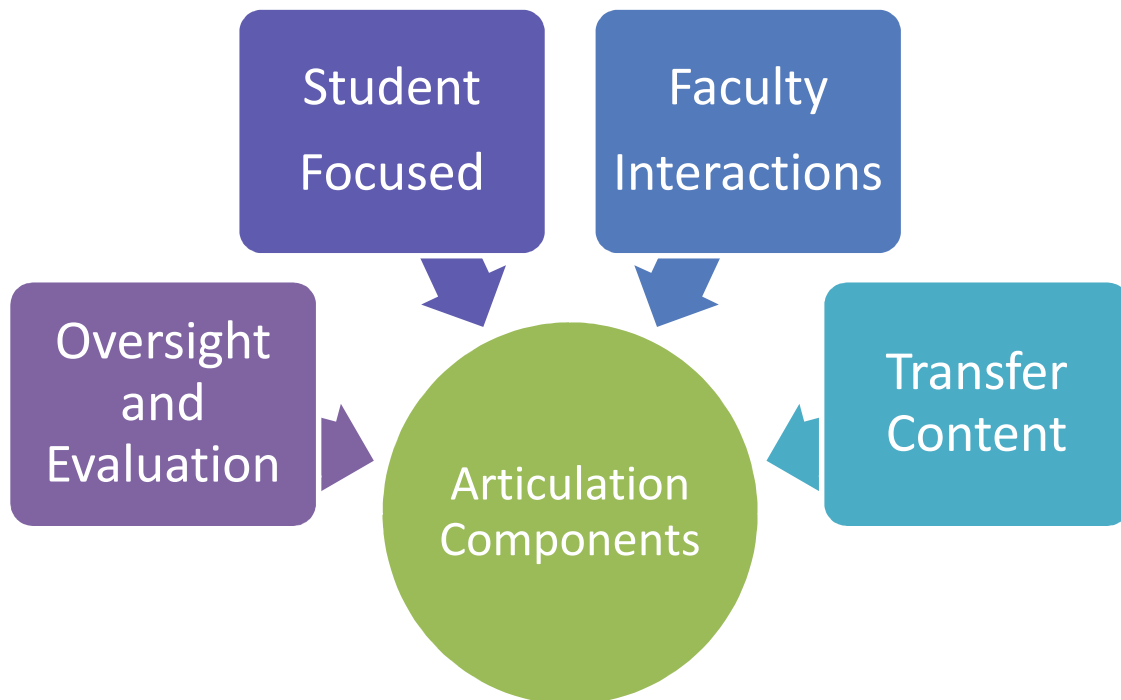 Student
Focused
Faculty
Interactions
Oversight
and
Evaluation
Transfer
Content
Articulation
Components